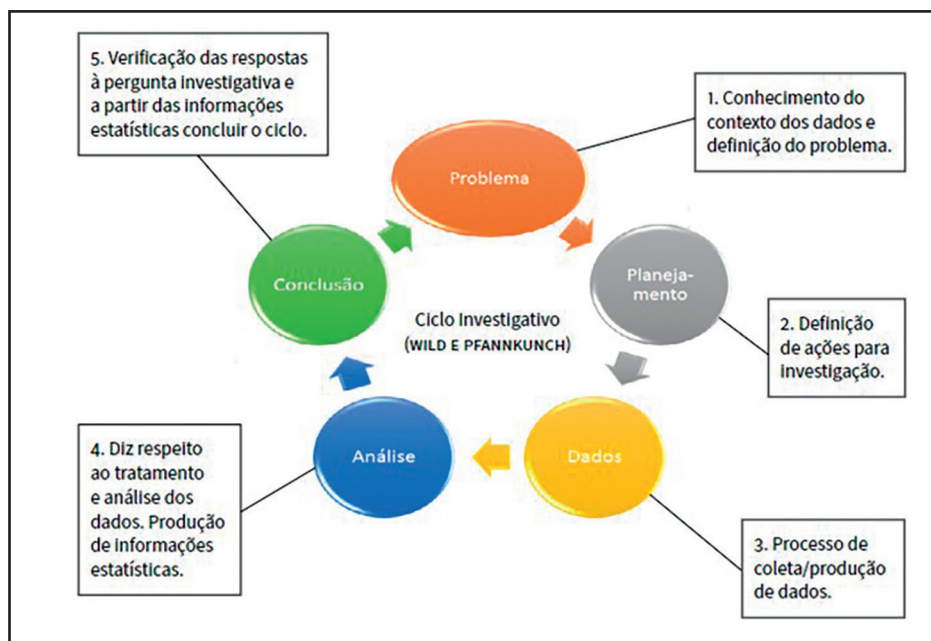 5. Verificação das respostas
à pergunta investigativa e
a partir das informações
estatísticas concluir o ciclo.
1. Conhecimento do
contexto dos dados e
definição do problema.
Problema
Conclusão
Planeja-
mento
Ciclo Investigativo
(WILD E PFANNKUNCH)
2. Definição
de ações para
investigação.
4. Diz respeito
ao tratamento
e análise dos
dados. Produção
de informações
estatísticas.
Análise
Dados
3. Processo de
coleta/produção
de dados.